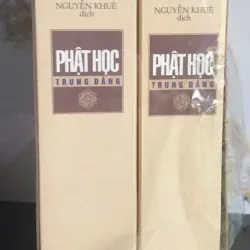 NGUYỄN KHUÊ
dịch
PHẬT HỌC
TRUNG ĐẲNG
NGUYỄN KHUÊ
dịch
PHẬT HỌC
TRUNG ĐẲNG